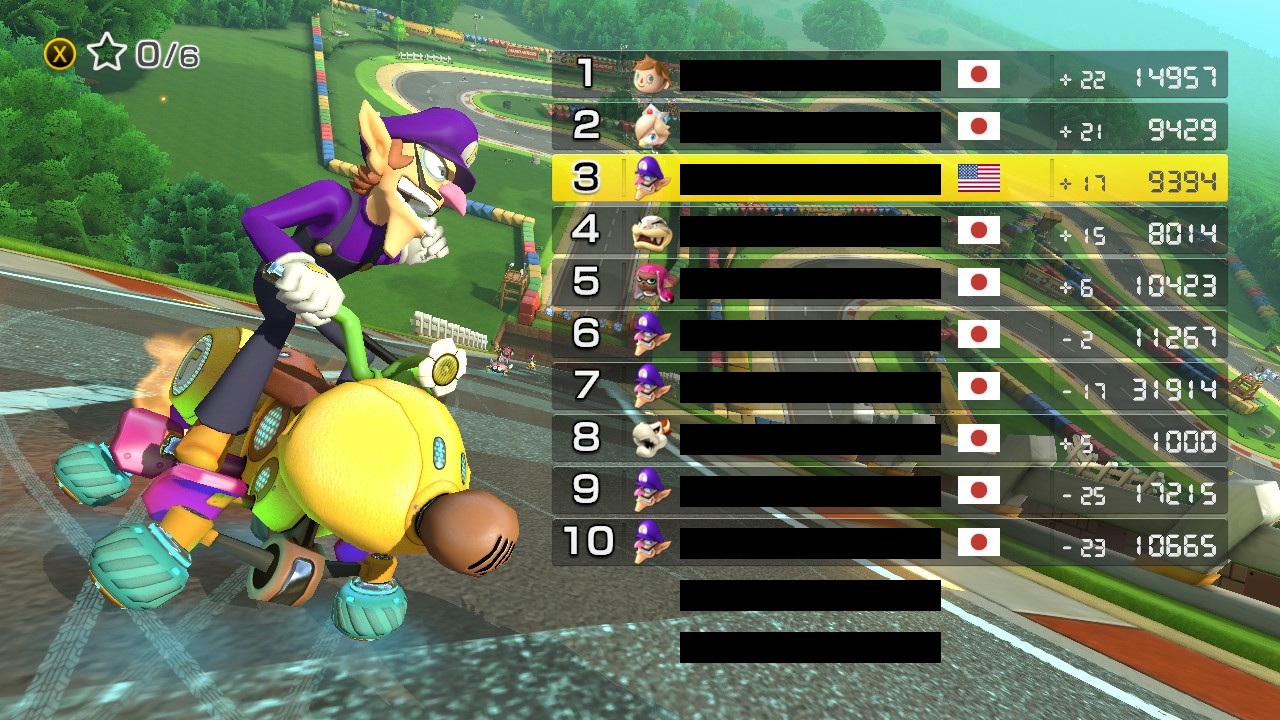 X ☆ 0/6
1 + 22 14957
2 + 21 9429
3 + 17 9394
4 + 15 8014
5 + 6 10423
6 - 2 11267
7 - 17 31914
8 + 5 1000
9 - 25 17215
10 - 23 10665